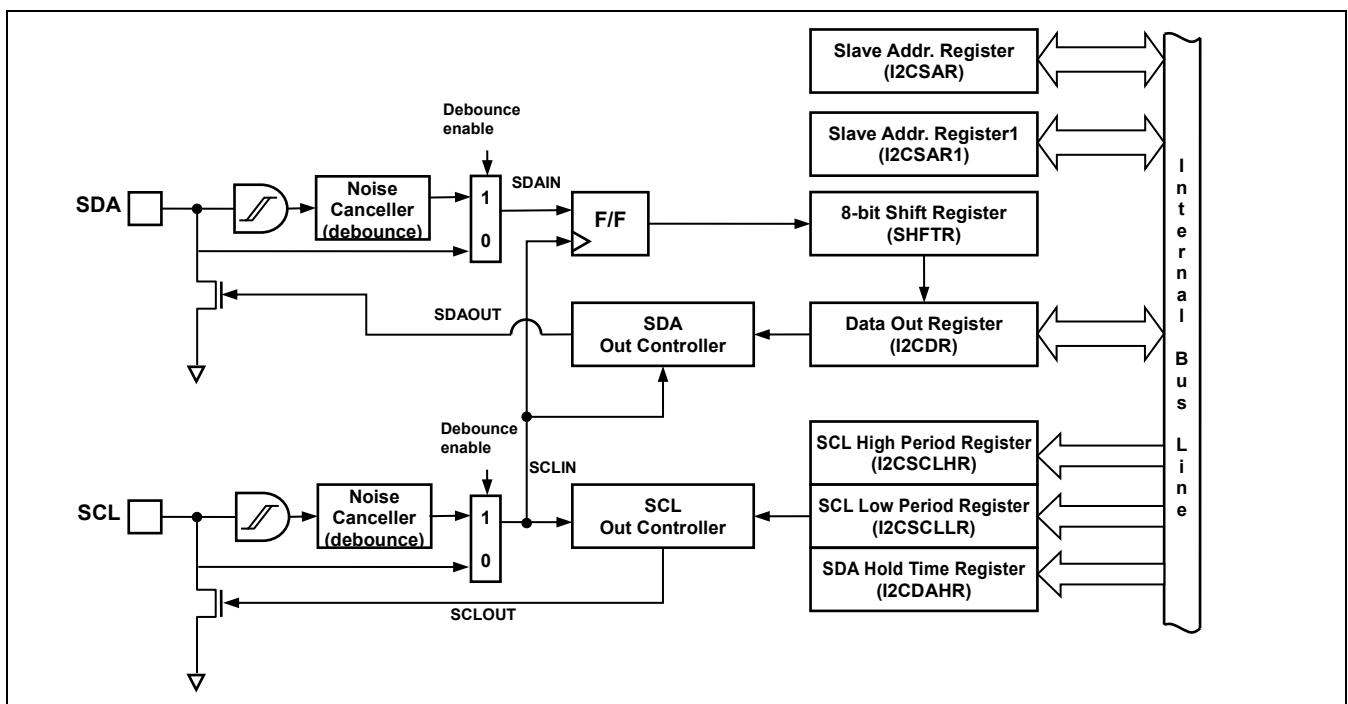 Slave Addr. Register
(I2CSAR)
Debounce
enable
Slave Addr. Register1
(I2CSAR1)
SDA
Noise
Canceller
(debounce)
1
0
SDAIN
F/F
8-bit Shift Register
(SHFTR)
SDAOUT
SDA
Out Controller
Data Out Register
(I2CDR)
Internal Bus Line
Debounce
enable
SCL
Noise
Canceller
(debounce)
1
0
SCLIN
SCL
Out Controller
SCL High Period Register
(I2CSCLHR)
SCL Low Period Register
(I2CSCLLR)
SDA Hold Time Register
(I2CDAHR)
SCLOUT